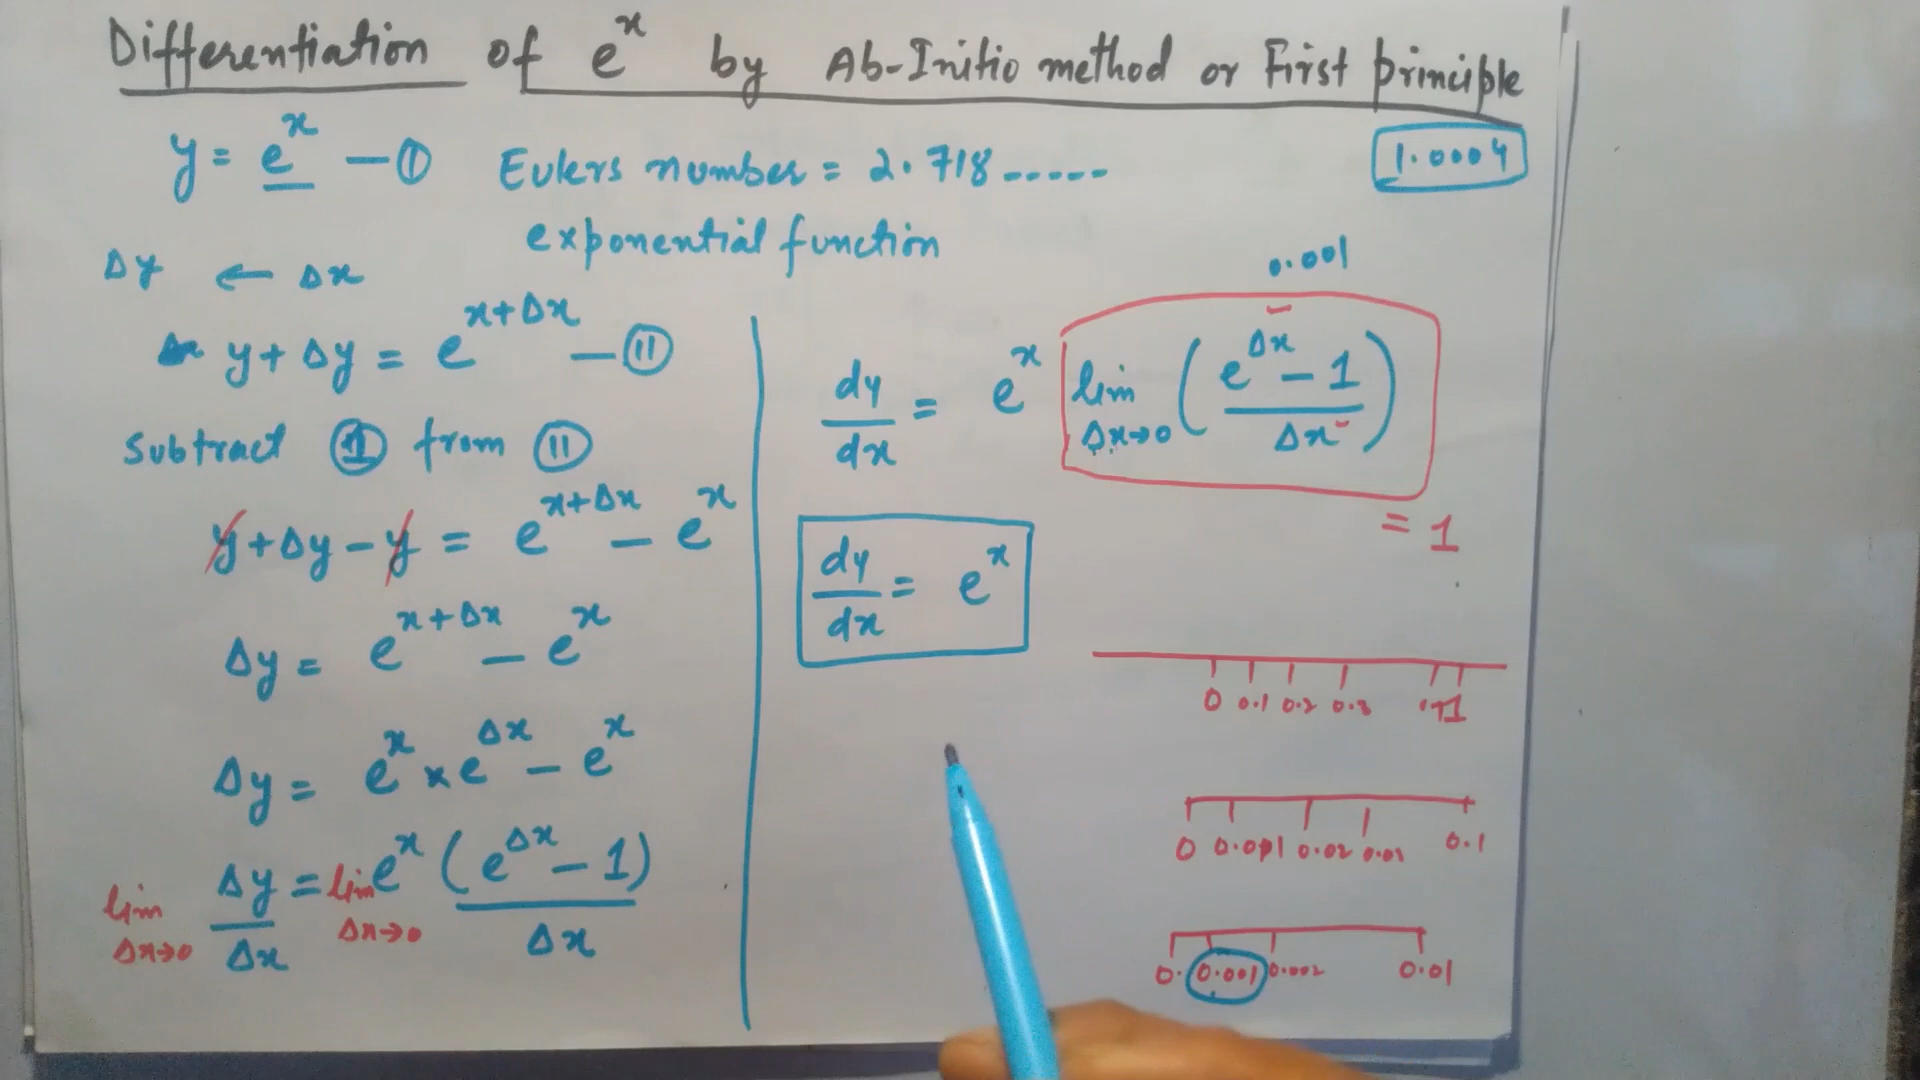 Differentiation of e^x by Ab-Initio method or First principle
y = e^x — ①
Eulers number = 2.718-----
1.0004
exponential function
Δy ← Δx
y + Δy = e^(x+Δx) — ⑪
Subtract ① from ⑪
y + Δy - y = e^(x+Δx) - e^x
Δy = e^(x+Δx) - e^x
Δy = e^x × e^Δx - e^x
lim Δx→0 Δy/Δx = lim Δx→0 e^x (e^Δx - 1)/Δx
0.001
dy/dx = e^x lim Δx→0 ((e^Δx - 1)/Δx)
= 1
dy/dx = e^x
0 0.1 0.2 0.3 1
0 0.001 0.02 0.03 0.1
0. 0.001 0.002 0.01